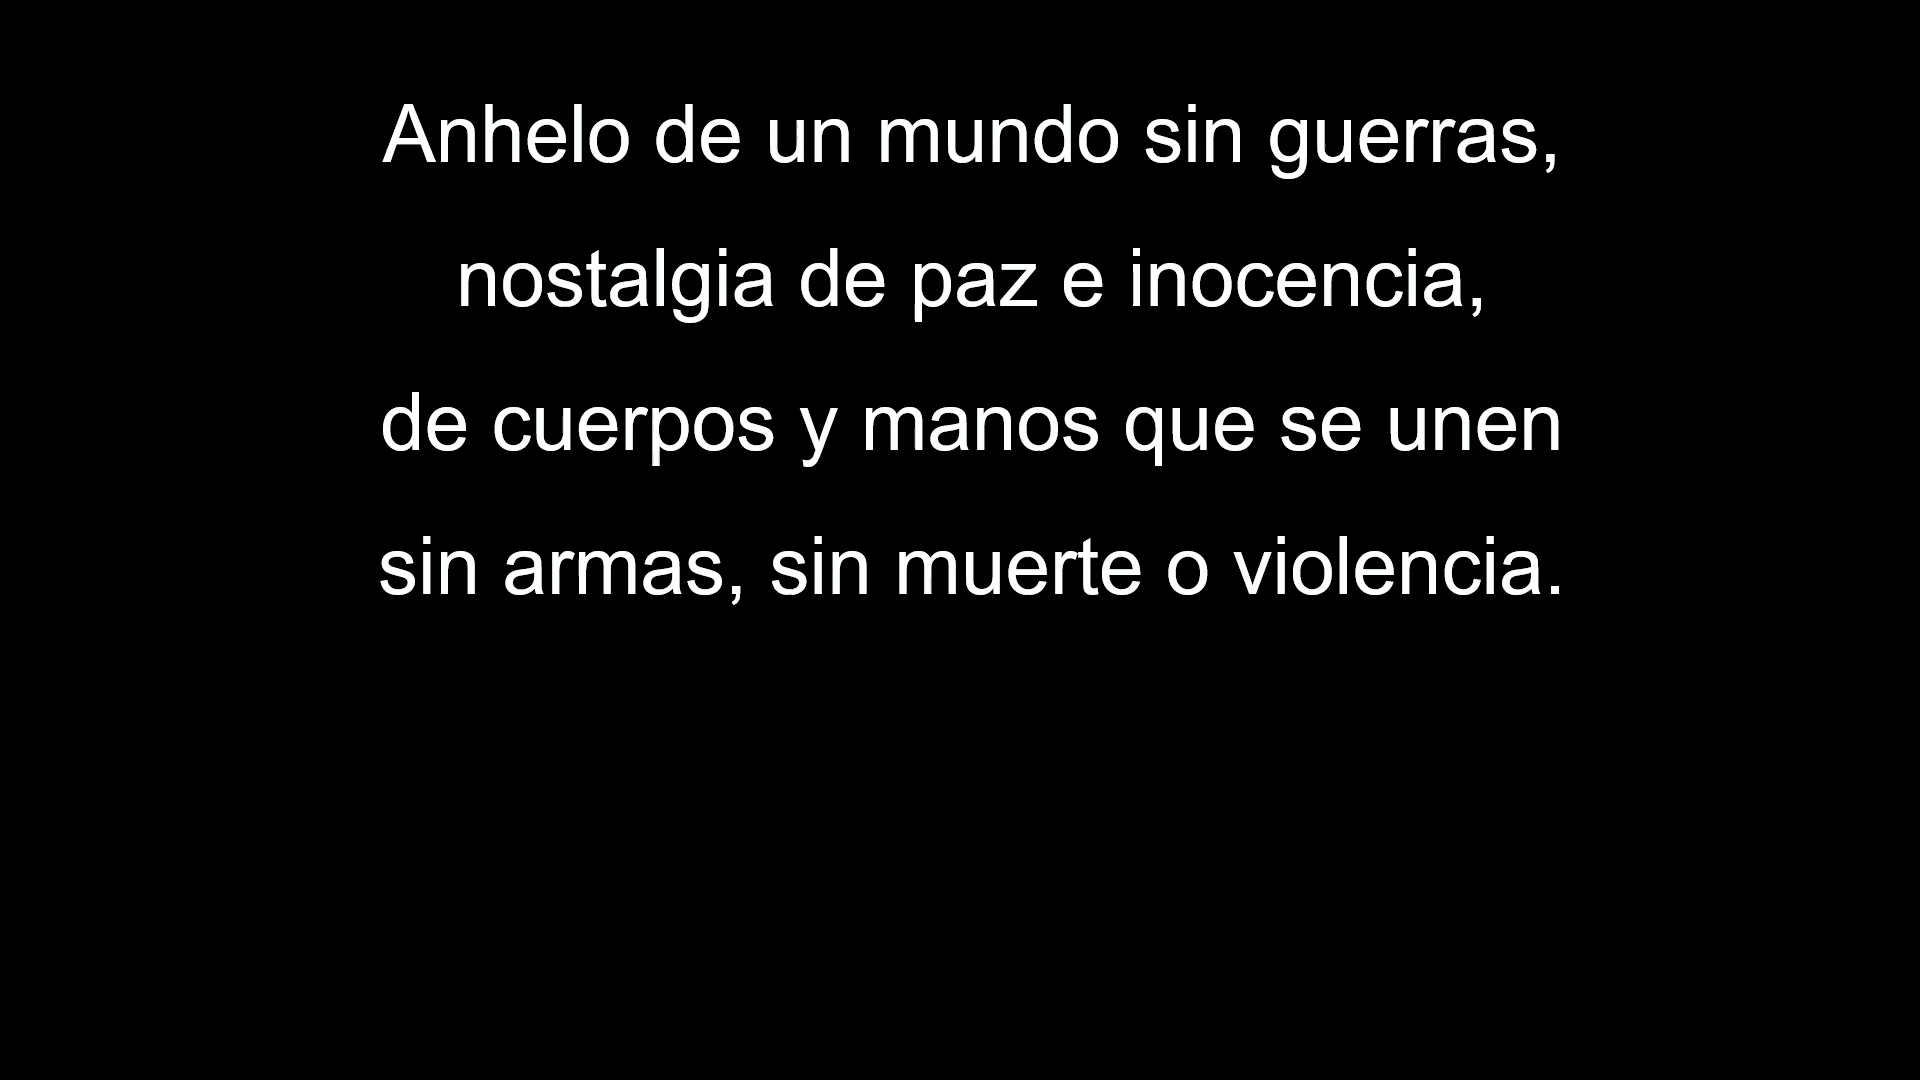 Anhelo de un mundo sin guerras,
nostalgia de paz e inocencia,
de cuerpos y manos que se unen
sin armas, sin muerte o violencia.